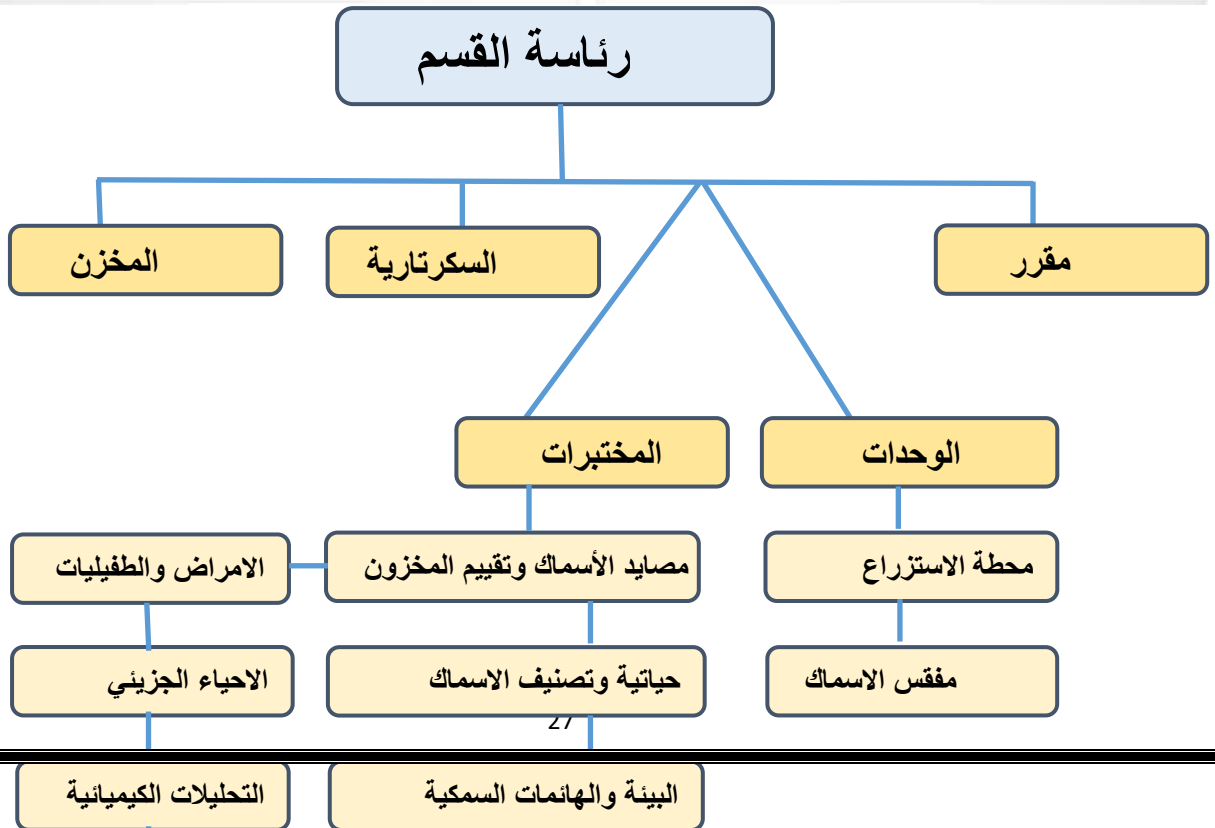 رئاسة القسم
مقرر
السكرتارية
المخزن
الوحدات
المختبرات
محطة الاستزراع
مصايد الأسماك وتقييم المخزون
الامراض والطفيليات
مفقس الاسماك
حياتية وتصنيف الاسماك
الاحياء الجزيئي
27
البيئة والهائمات السمكية
التحليلات الكيميائية